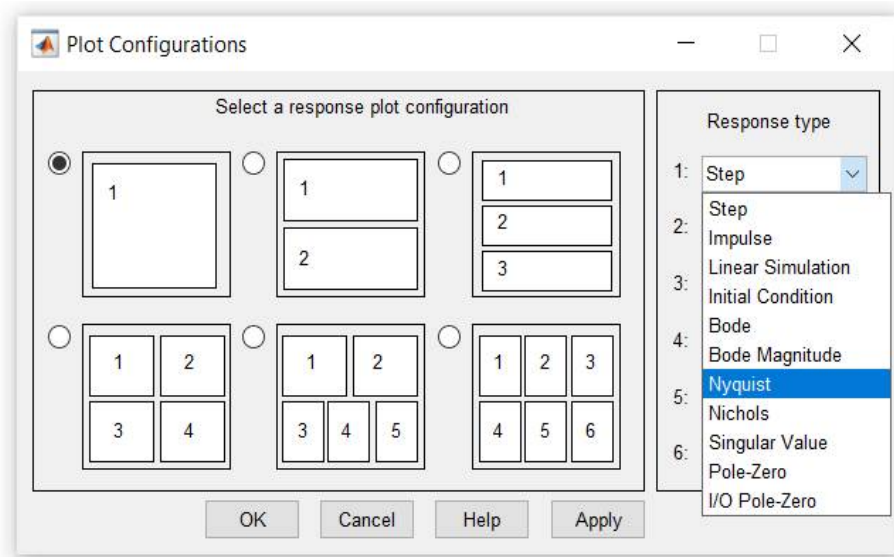 Plot Configurations
Select a response plot configuration
1
1
2
1
2
3
1 2
3 4
1 2
3 4 5
1 2 3
4 5 6
Response type
1: Step
2:
3:
4:
5:
6:
Step
Impulse
Linear Simulation
Initial Condition
Bode
Bode Magnitude
Nyquist
Nichols
Singular Value
Pole-Zero
I/O Pole-Zero
OK Cancel Help Apply